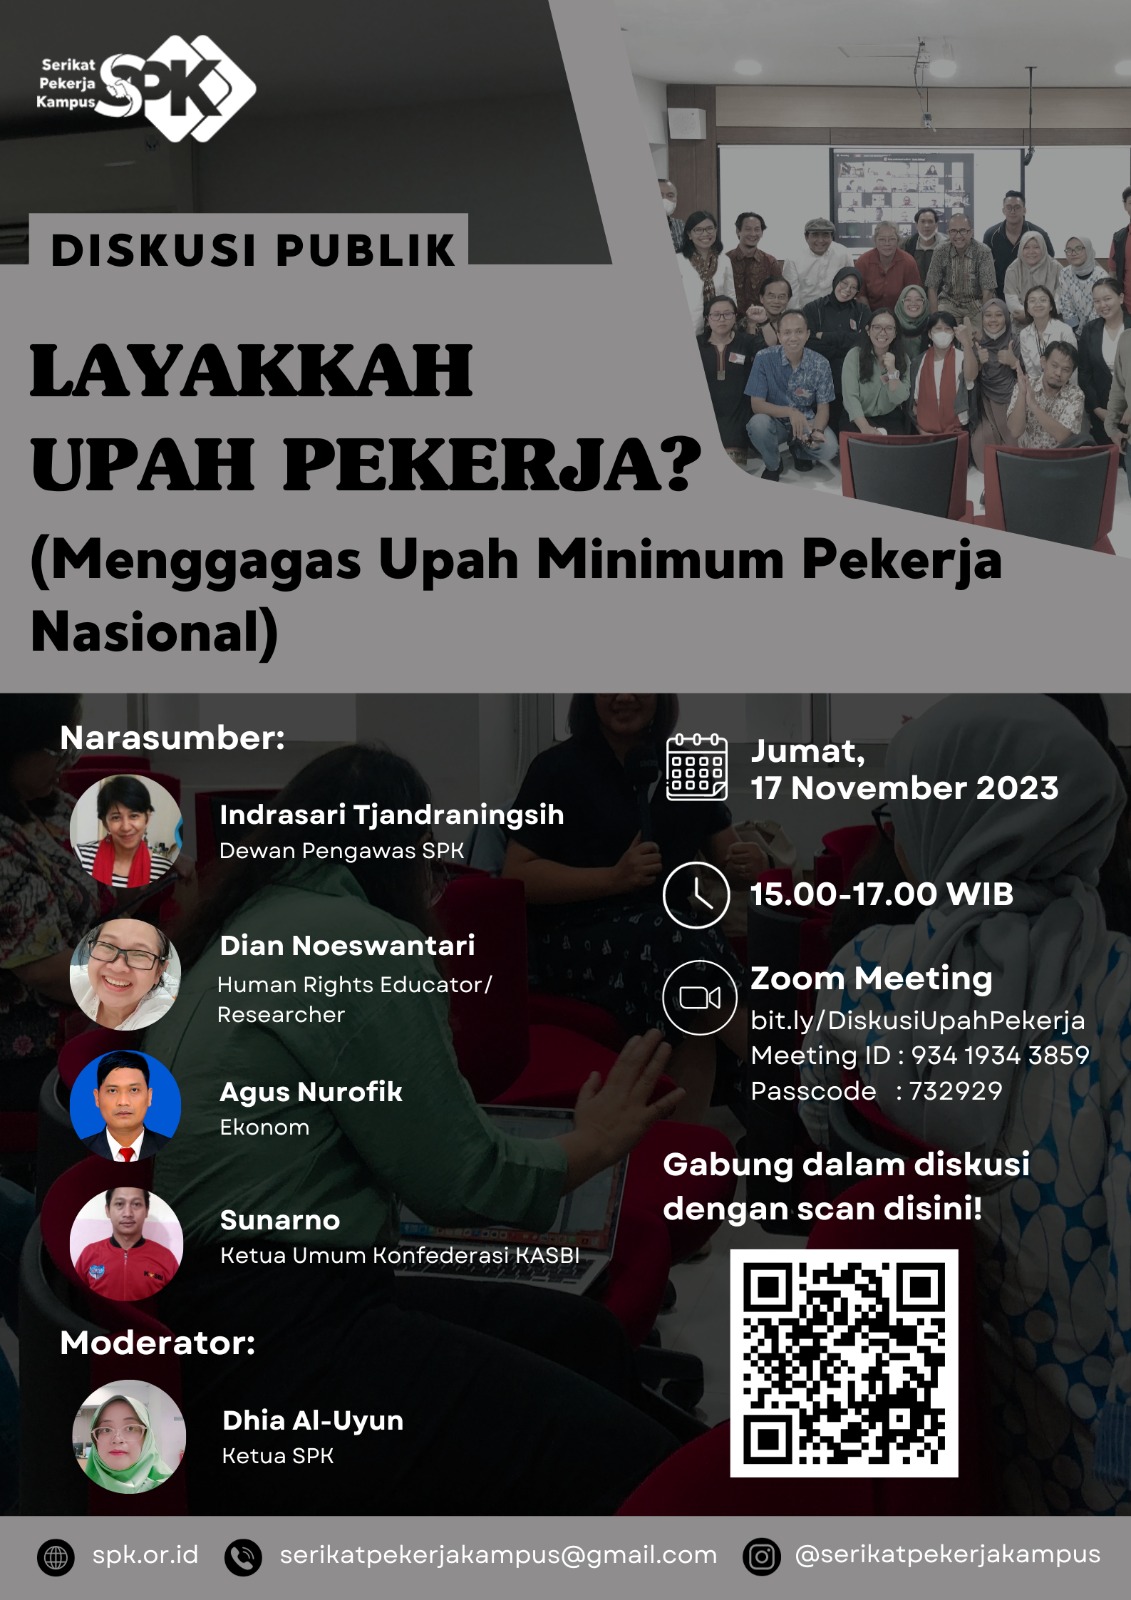 Serikat
Pekerja
Kampus
SPK
DISKUSI PUBLIK
LAYAKKAH
UPAH PEKERJA?
(Menggagas Upah Minimum Pekerja
Nasional)
Narasumber:
Indrasari Tjandraningsih
Dewan Pengawas SPK
Dian Noeswantari
Human Rights Educator/
Researcher
Agus Nurofik
Ekonom
Sunarno
Ketua Umum Konfederasi KASBI
Moderator:
Dhia Al-Uyun
Ketua SPK
Jumat,
17 November 2023
15.00-17.00 WIB
Zoom Meeting
bit.ly/DiskusiUpahPekerja
Meeting ID : 934 1934 3859
Passcode : 732929
Gabung dalam diskusi
dengan scan disini!
spk.or.id
serikatpekerjakampus@gmail.com
@serikatpekerjakampus